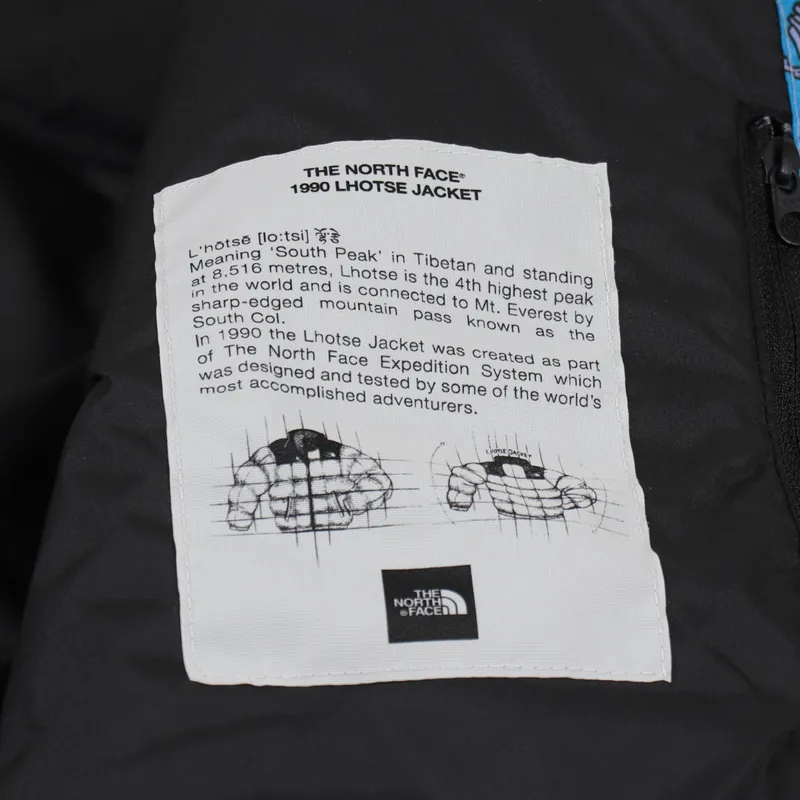 THE NORTH FACE®
1990 LHOTSE JACKET
L'hotsē [lo:tsi]
Meaning 'South Peak' in Tibetan and standing
at 8,516 metres, Lhotse is the 4th highest peak
in the world and is connected to Mt. Everest by
sharp-edged mountain pass known as the
South Col.
In 1990 the Lhotse Jacket was created as part
of The North Face Expedition System which
was designed and tested by some of the world's
most accomplished adventurers.
LHOTSE JACKET
THE
NORTH
®FACE